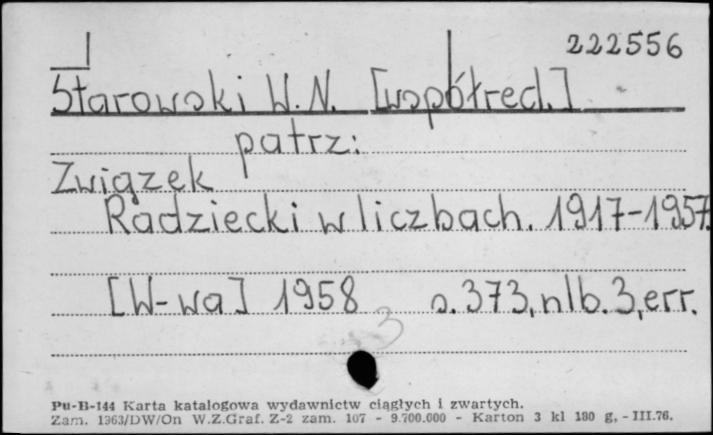 222556
Starowski W. N. [współred.]
patrz:
Związek
Radziecki w liczbach. 1917-1957.
[W-wa] 1958 s. 373, nlb. 3, err.
3
Pu-B-144 Karta katalogowa wydawnictw ciągłych i zwartych.
Zam. 1363/DW/On W.Z.Graf. Z-2 zam. 107 - 9.700.000 - Karton 3 kl 180 g, - III.76.